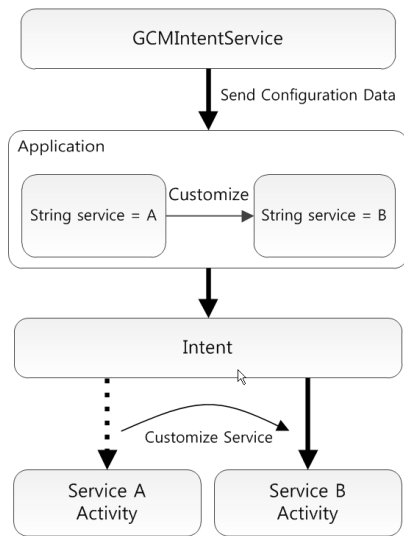 GCMIntentService
Send Configuration Data
Application
Customize
String service = A
String service = B
Intent
Customize Service
Service A
Activity
Service B
Activity